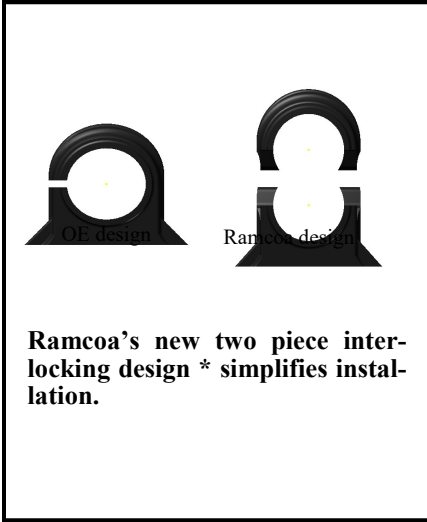 OE design
Ramcoa design
Ramcoa's new two piece inter-
locking design * simplifies instal-
lation.